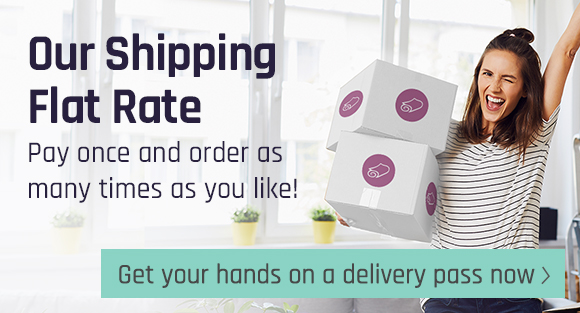 Our Shipping
Flat Rate
Pay once and order as
many times as you like!
Get your hands on a delivery pass now >